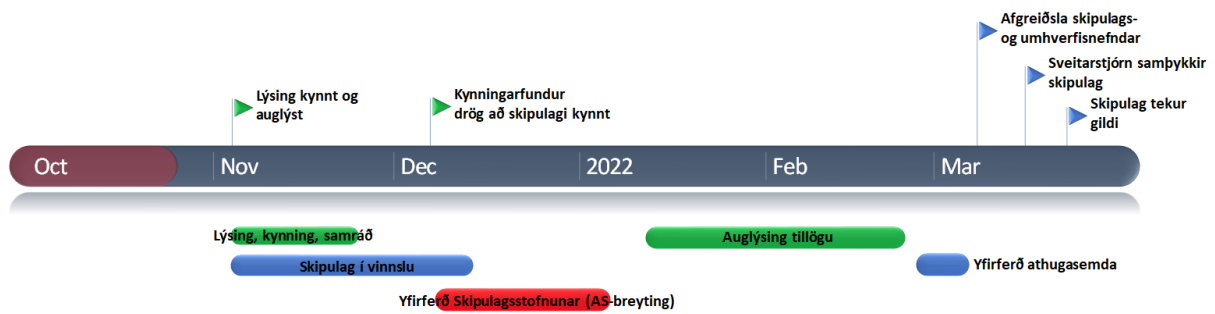 Afgreiðsla skipulags-
og umhverfisnefndar
Sveitarstjórn samþykkir
skipulag
Lýsing kynnt og
auglýst
Kynningarfundur
drög að skipulagi kynnt
Skipulag tekur
gildi
Oct
Nov
Dec
2022
Feb
Mar
Lýsing, kynning, samráð
Auglýsing tillögu
Skipulag í vinnslu
Yfirferð athugasemda
Yfirferð Skipulagsstofnunar (AS-breyting)